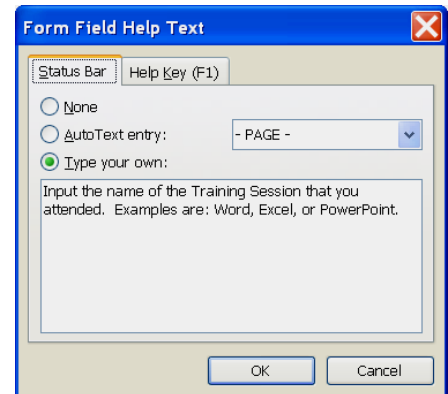 Form Field Help Text
Status Bar Help Key (F1)
None
AutoText entry: - PAGE -
Type your own:
Input the name of the Training Session that you
attended. Examples are: Word, Excel, or PowerPoint.
OK Cancel